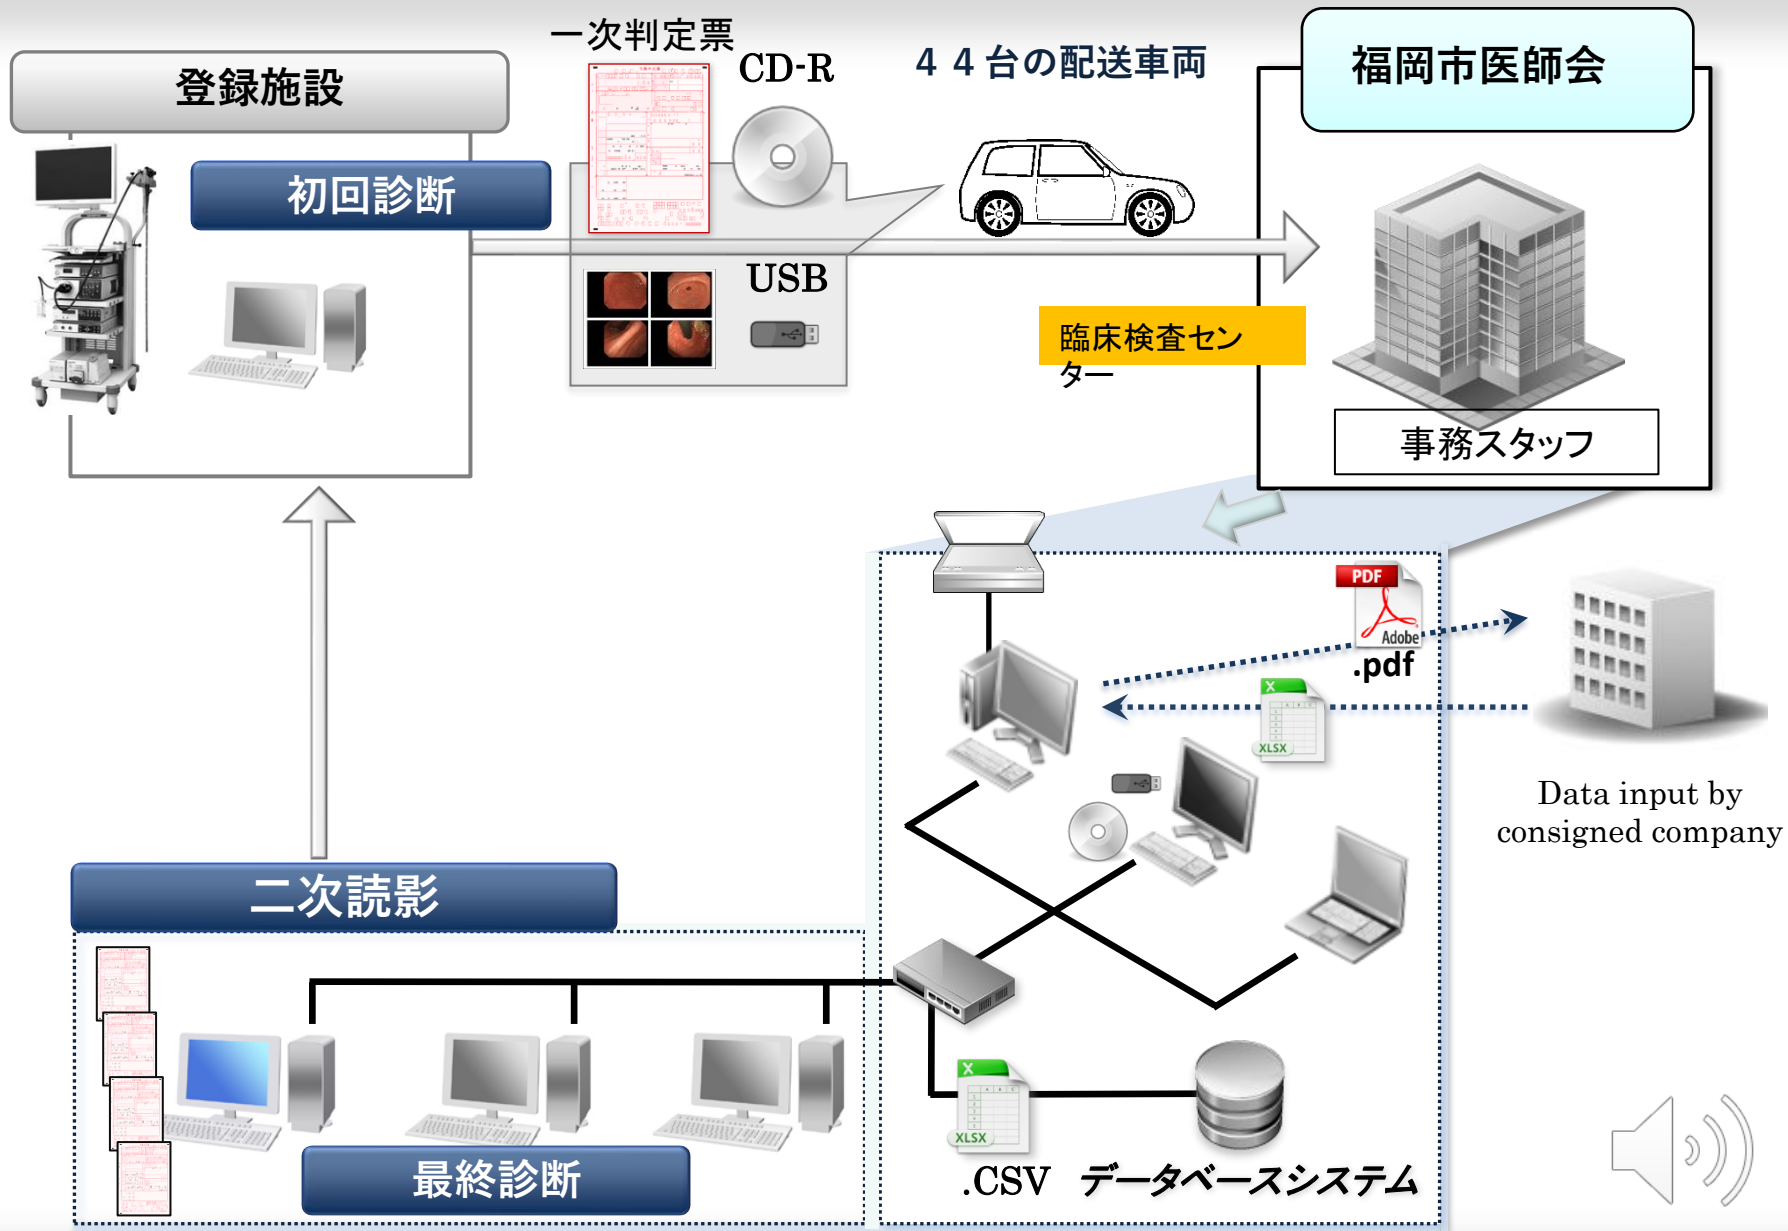 一次判定票
CD-R
４４台の配送車両
福岡市医師会
登録施設
初回診断
USB
臨床検査セン
ター
事務スタッフ
PDF
Adobe
.pdf
X
A B C
XLSX
Data input by
consigned company
二次読影
X
A B C
XLSX
最終診断
.CSV
データベースシステム